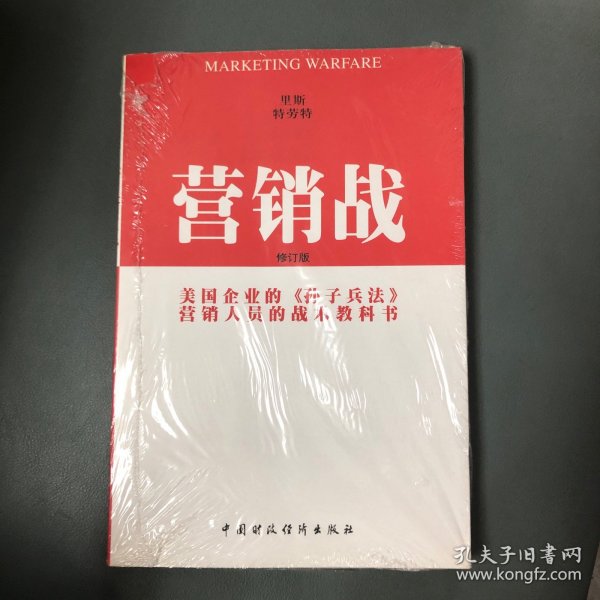 MARKETING WARFARE
里斯
特劳特
营销战
修订版
美国企业的《孙子兵法》
营销人员的战术教科书
中国财政经济出版社
孔夫子旧书网
www.kongfz.com